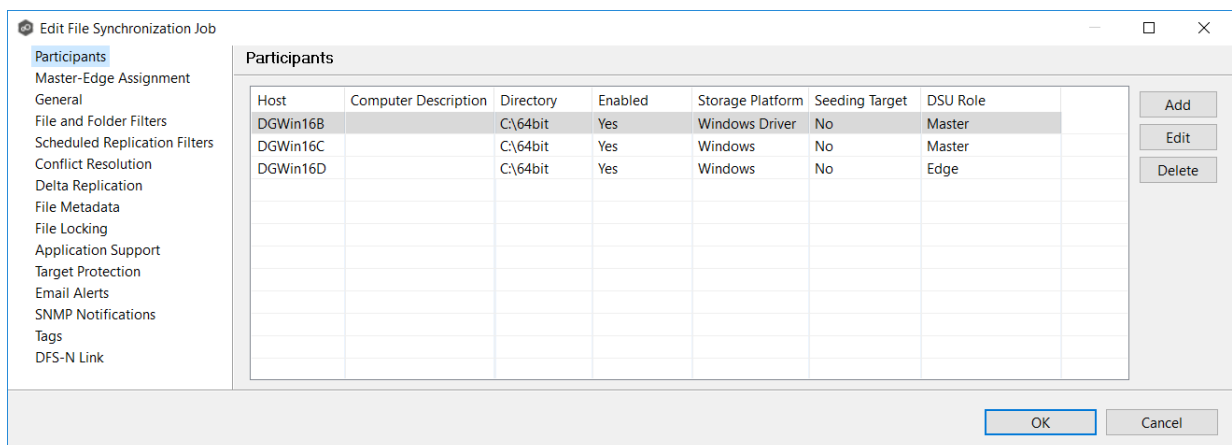 Edit File Synchronization Job
Participants
Master-Edge Assignment
General
File and Folder Filters
Scheduled Replication Filters
Conflict Resolution
Delta Replication
File Metadata
File Locking
Application Support
Target Protection
Email Alerts
SNMP Notifications
Tags
DFS-N Link
Participants
Host Computer Description Directory Enabled Storage Platform Seeding Target DSU Role
DGWin16B C:\64bit Yes Windows Driver No Master
DGWin16C C:\64bit Yes Windows No Master
DGWin16D C:\64bit Yes Windows No Edge
Add
Edit
Delete
OK Cancel